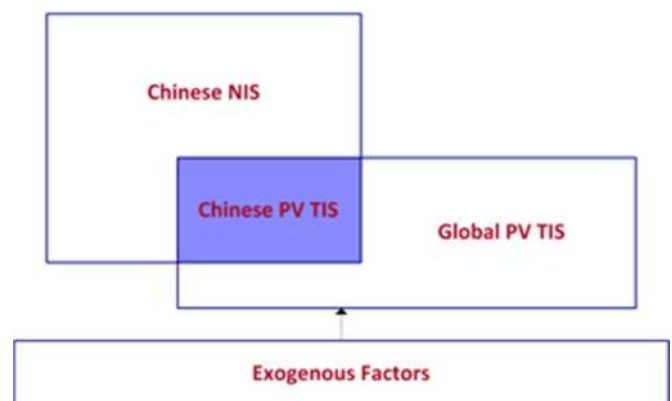 Chinese NIS
Chinese PV TIS
Global PV TIS
Exogenous Factors